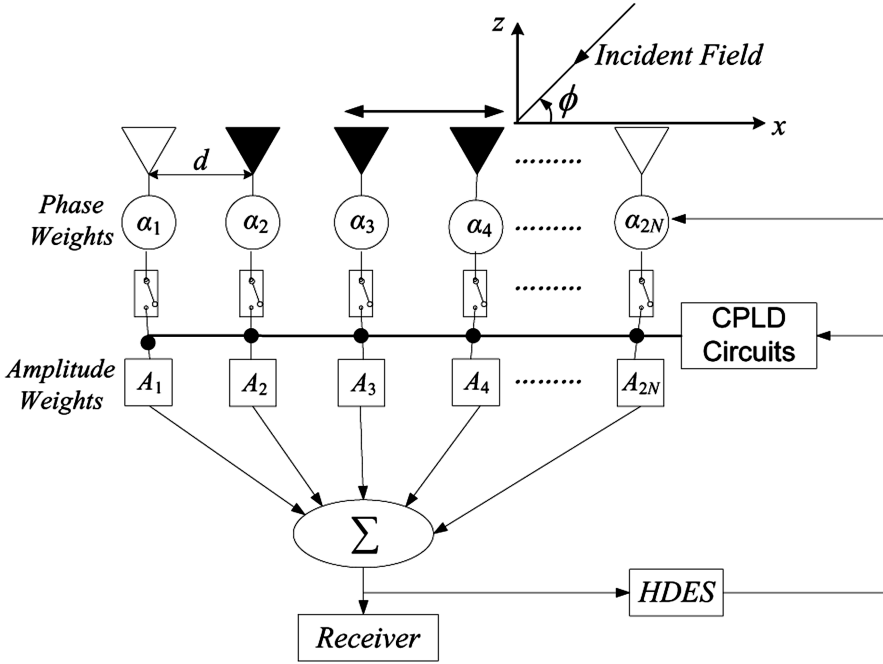 z
Incident Field
ϕ
x
d
Phase
Weights
α1
α2
α3
α4
.........
α2N
.........
CPLD
Circuits
Amplitude
Weights
A1
A2
A3
A4
.........
A2N
Σ
HDES
Receiver